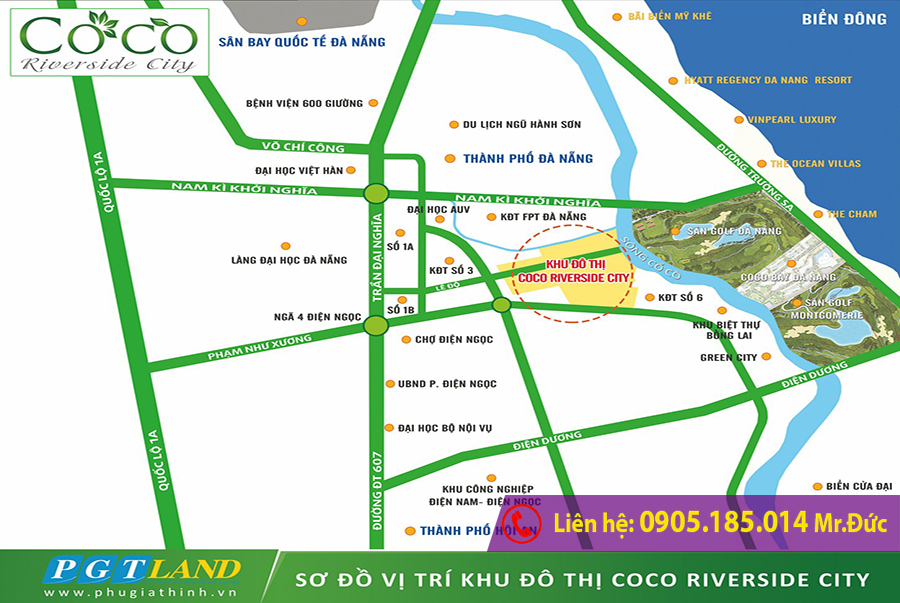 CoCo
Riverside City
SÂN BAY QUỐC TẾ ĐÀ NẴNG
BÃI BIỂN MỸ KHÊ
BIỂN ĐÔNG
HYATT REGENCY DA NANG RESORT
BỆNH VIỆN 600 GIƯỜNG
DU LỊCH NGŨ HÀNH SƠN
VINPEARL LUXURY
VÕ CHÍ CÔNG
THÀNH PHỐ ĐÀ NẴNG
ĐƯỜNG TRƯỜNG SA
THE OCEAN VILLAS
ĐẠI HỌC VIỆT HÀN
QUỐC LỘ 1A
NAM KÌ KHỞI NGHĨA
NAM KÌ KHỞI NGHĨA
ĐẠI HỌC AUV
KĐT FPT ĐÀ NẴNG
THE CHAM
TRẦN ĐẠI NGHĨA
SỐ 1A
SÂN GOLF ĐÀ NẴNG
SÔNG CỔ CÒ
LÀNG ĐẠI HỌC ĐÀ NẴNG
KĐT SỐ 3
KHU ĐÔ THỊ
COCO RIVERSIDE CITY
COCO BAY ĐÀ NẴNG
LÊ ĐỘ
KĐT SỐ 6
SÂN GOLF
MONTGOMERIE
SỐ 1B
NGÃ 4 ĐIỆN NGỌC
KHU BIỆT THỰ
BỒNG LAI
PHẠM NHƯ XƯƠNG
CHỢ ĐIỆN NGỌC
GREEN CITY
UBND P. ĐIỆN NGỌC
ĐIỆN DƯƠNG
ĐẠI HỌC BỘ NỘI VỤ
ĐIỆN DƯƠNG
QUỐC LỘ 1A
ĐƯỜNG ĐT 607
KHU CÔNG NGHIỆP
ĐIỆN NAM- ĐIỆN NGỌC
BIỂN CỬA ĐẠI
THÀNH PHỐ HỘI AN
Liên hệ: 0905.185.014 Mr.Đức
PGTLAND
www.phugiathinh.vn
SƠ ĐỒ VỊ TRÍ KHU ĐÔ THỊ COCO RIVERSIDE CITY